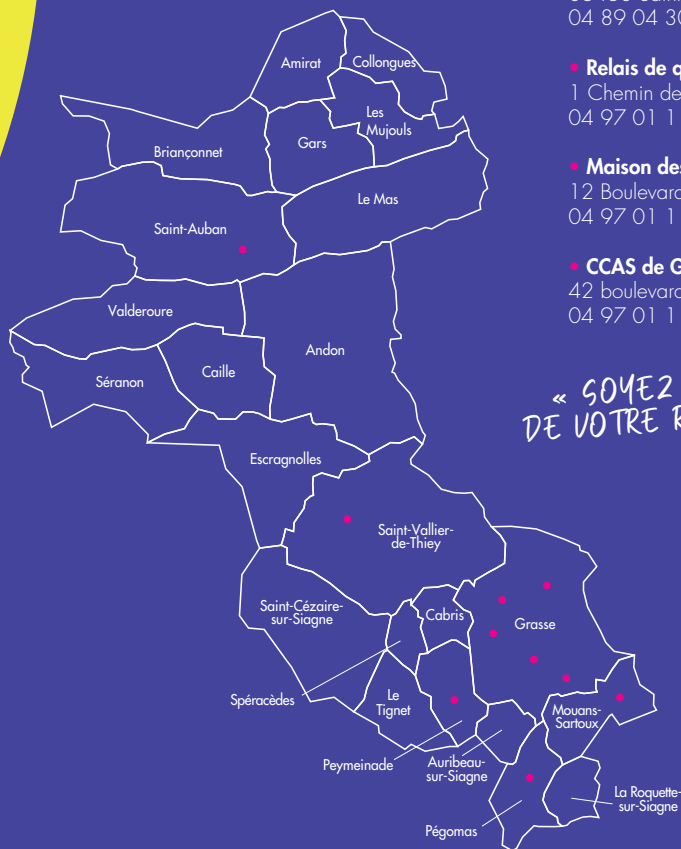 04 89 04 30
• Relais de q
1 Chemin de
04 97 01 1
• Maison des
12 Boulevard
04 97 01 1
• CCAS de G
42 boulevard
04 97 01 1
« SOYEZ
DE VOTRE R
Amirat
Collongues
Les
Mujouls
Gars
Briançonnet
Le Mas
Saint-Auban
Valderoure
Andon
Caille
Séranon
Escragnolles
Saint-Vallier-
de-Thiey
Saint-Cézaire-
sur-Siagne
Cabris
Grasse
Spéracèdes
Le
Tignet
Mouans-
Sartoux
Peymeinade
Auribeau-
sur-Siagne
La Roquette-
sur-Siagne
Pégomas